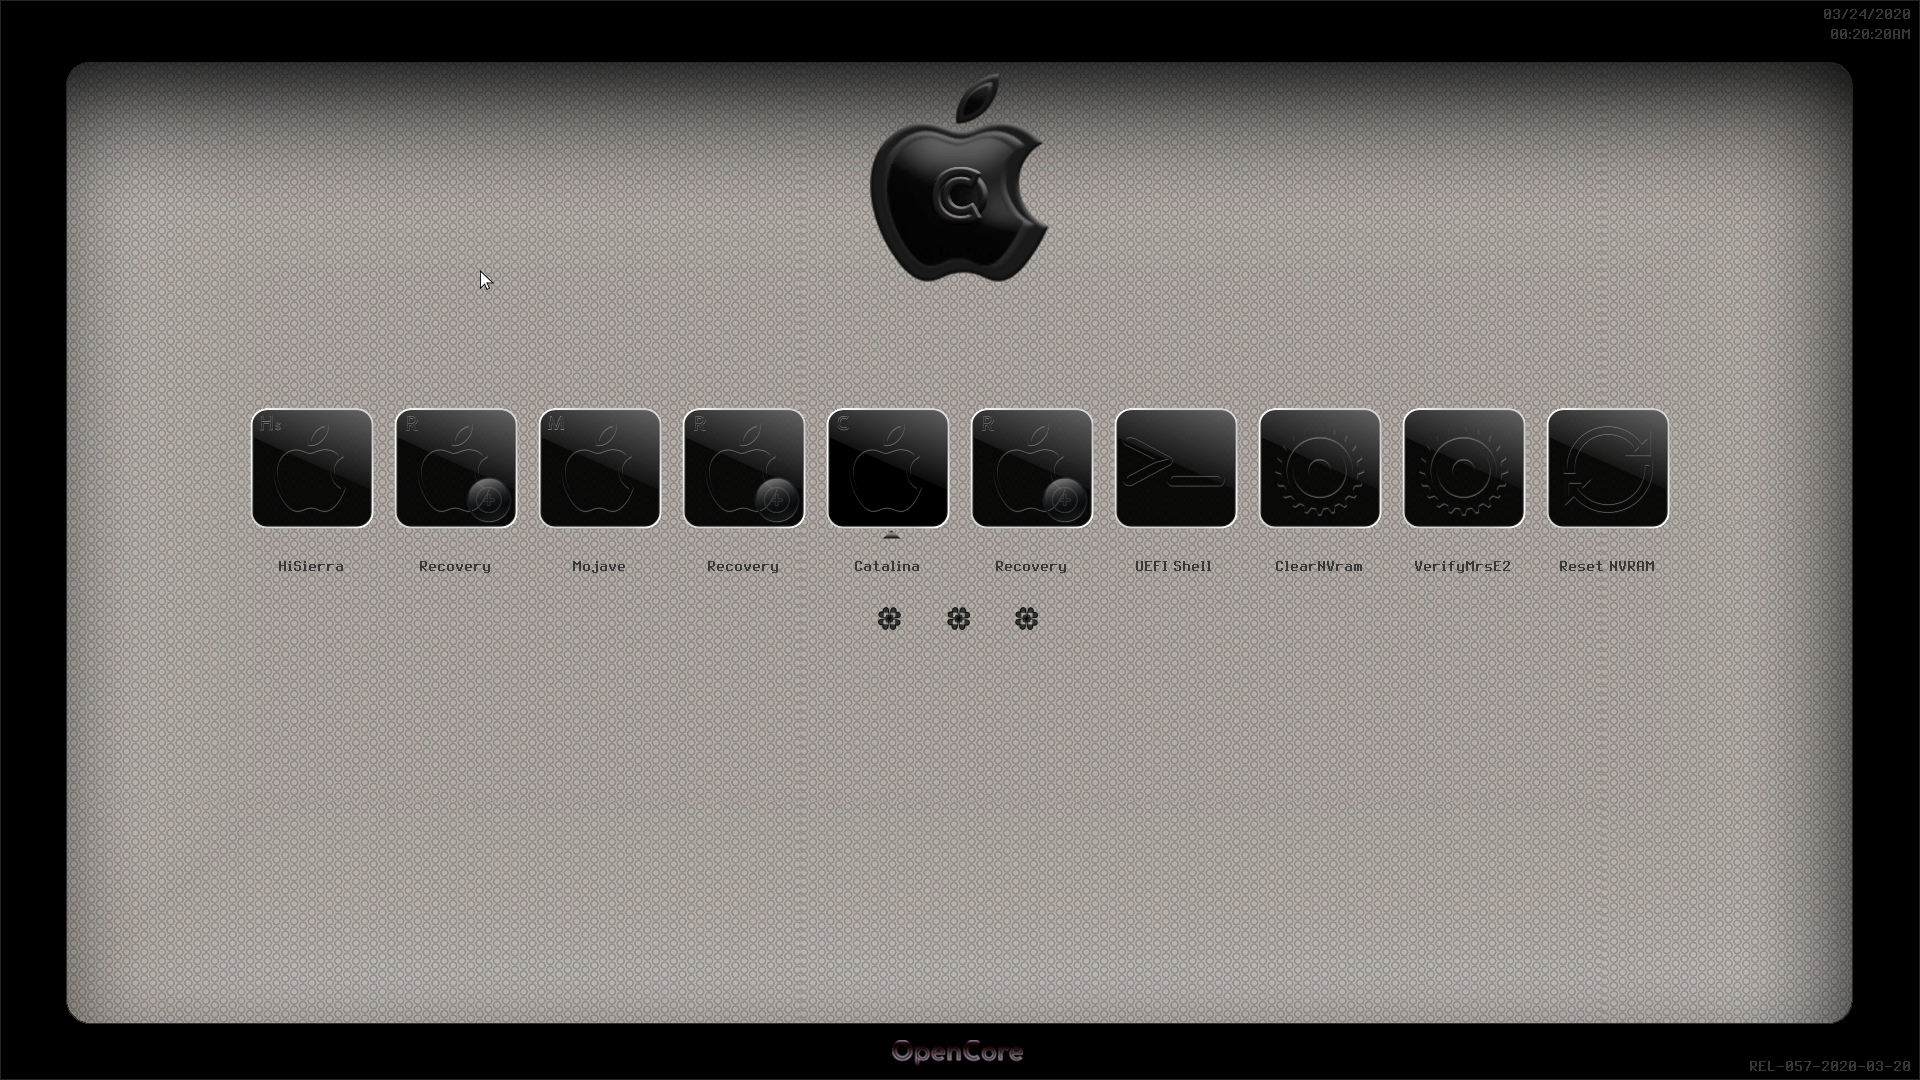 03/24/2020
00:20:20AM
Hs
R
M
R
C
R
>_
HiSierra
Recovery
Mojave
Recovery
Catalina
Recovery
UEFI Shell
ClearNVram
VerifyMrsE2
Reset NVRAM
OpenCore
REL-057-2020-03-20